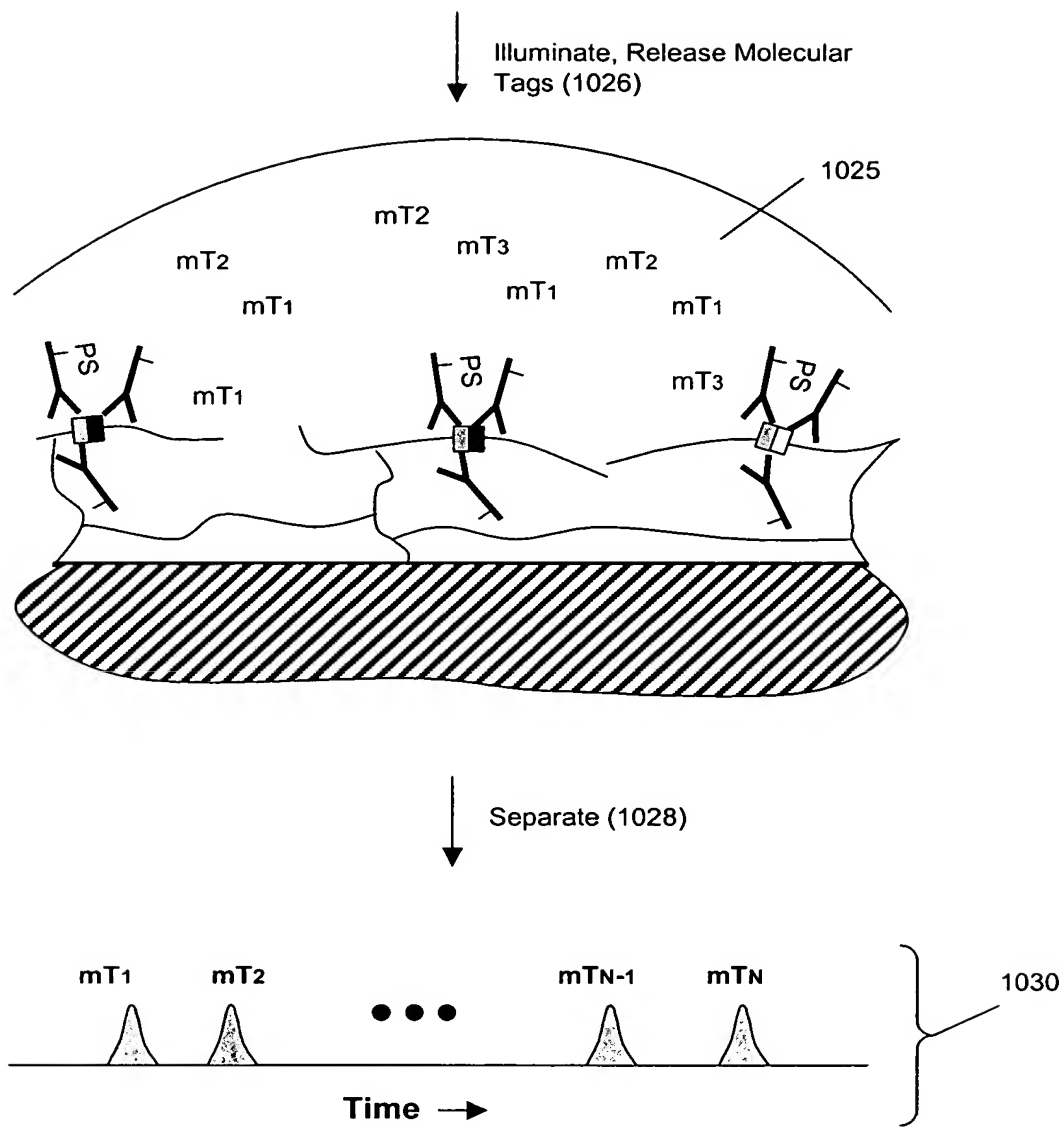 Illuminate, Release Molecular
Tags (1026)
1025
mT2
mT3
mT2
mT2
mT1
mT1
mT1
PS
PS
PS
mT3
mT1
Separate (1028)
mT1 mT2 mTN-1 mTN
1030
Time